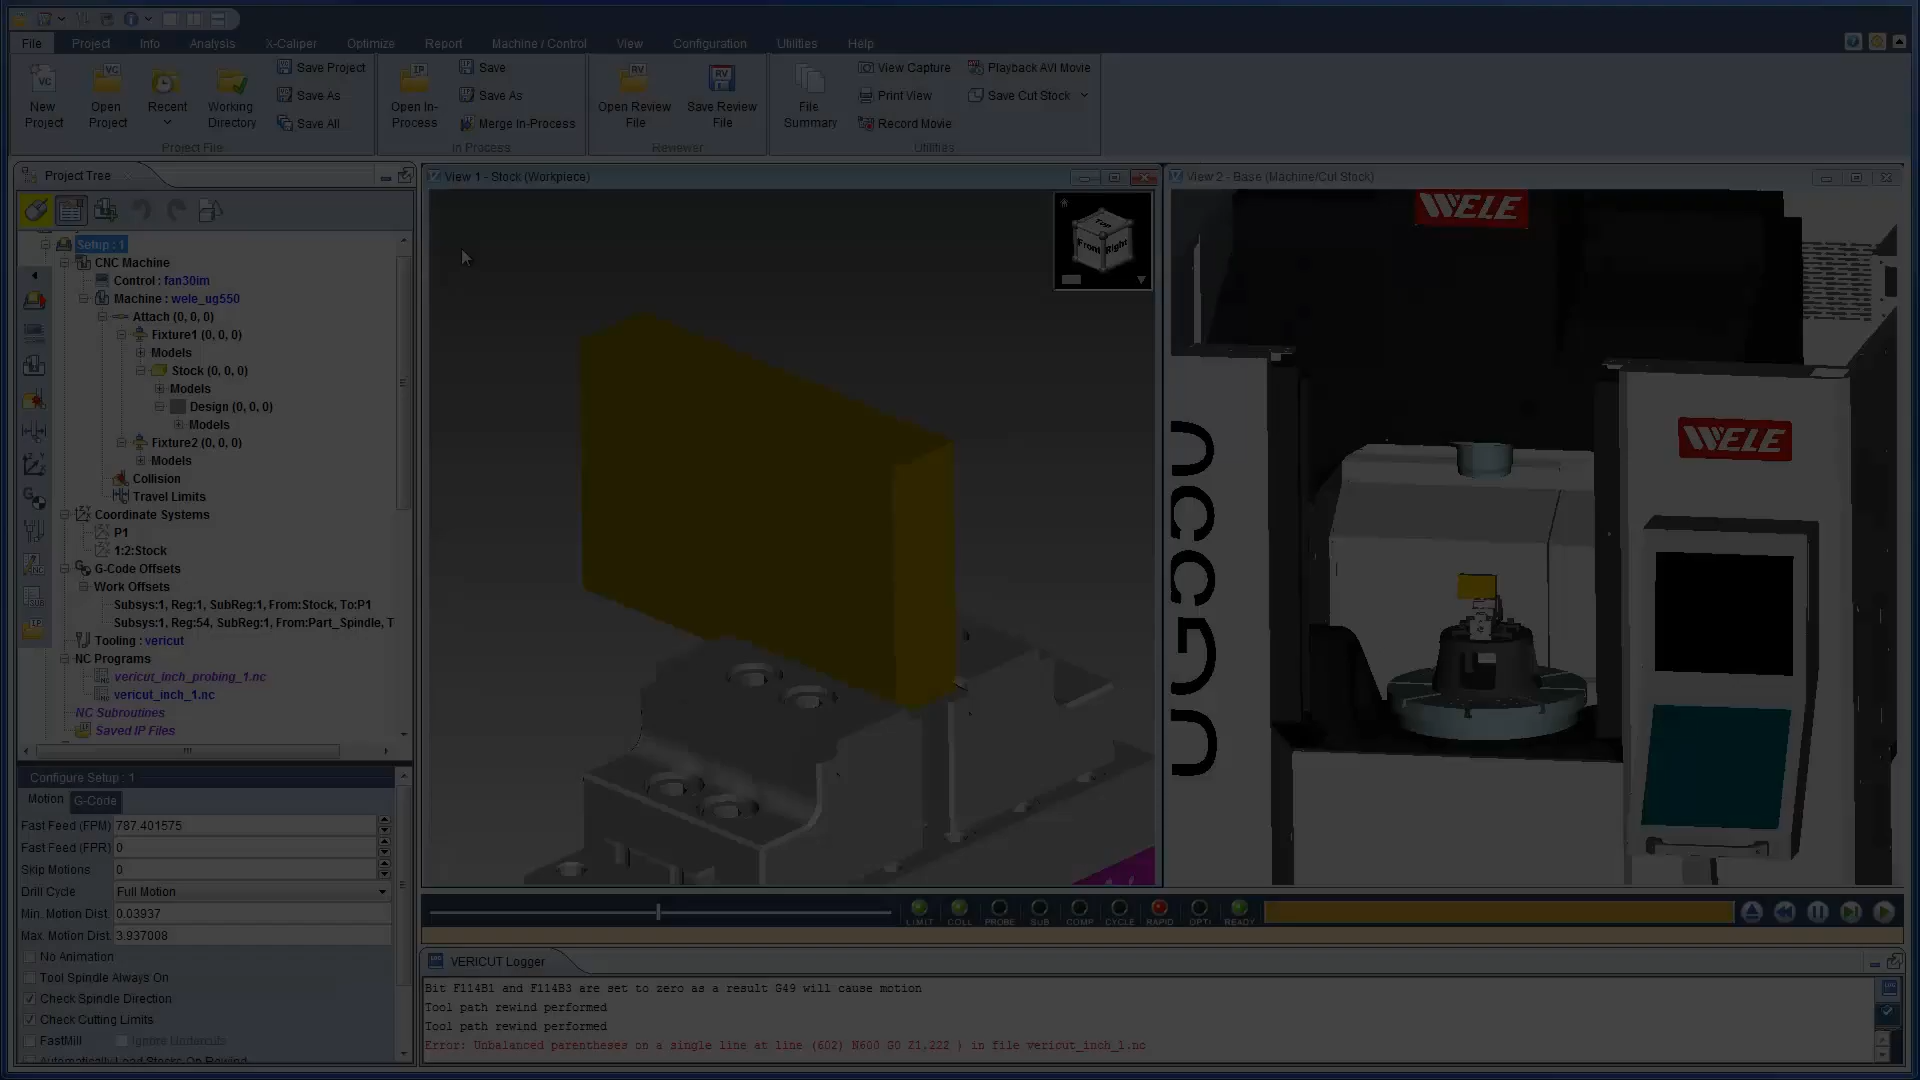 File Project Info Analysis X-Caliper Optimize Report Machine / Control View Configuration Utilities Help
New Project
Open Project
Recent
Working Directory
Save Project
Save As
Save All
Project File
Open In-Process
Save
Save As
Merge In-Process
In Process
Open Review File
Save Review File
Reviewer
File Summary
View Capture
Print View
Record Movie
Playback AVI Movie
Save Cut Stock
Utilities
Project Tree
Setup : 1
CNC Machine
Control : fan30im
Machine : wele_ug550
Attach (0, 0, 0)
Fixture1 (0, 0, 0)
Models
Stock (0, 0, 0)
Models
Design (0, 0, 0)
Models
Fixture2 (0, 0, 0)
Models
Collision
Travel Limits
Coordinate Systems
P1
1:2:Stock
G-Code Offsets
Work Offsets
Subsys:1, Reg:1, SubReg:1, From:Stock, To:P1
Subsys:1, Reg:54, SubReg:1, From:Part_Spindle, T
Tooling : vericut
NC Programs
vericut_inch_probing_1.nc
vericut_inch_1.nc
NC Subroutines
Saved IP Files
Configure Setup : 1
Motion G-Code
Fast Feed (FPM) 787.401575
Fast Feed (FPR) 0
Skip Motions 0
Drill Cycle Full Motion
Min. Motion Dist. 0.03937
Max. Motion Dist. 3.937008
No Animation
Tool Spindle Always On
Check Spindle Direction
Check Cutting Limits
FastMill Ignore Undercuts
Automatically Load Stocks On Rewind
View 1 - Stock (Workpiece)
Top
Front Right
View 2 - Base (Machine/Cut Stock)
WELE
WELE
LIMIT COLL PROBE SUB COMP CYCLE RAPID OPTI READY
VERICUT Logger
Bit F114B1 and F114B3 are set to zero as a result G49 will cause motion
Tool path rewind performed
Tool path rewind performed
Error: Unbalanced parentheses on a single line at line (602) N600 G0 Z1.222 ) in file vericut_inch_1.nc